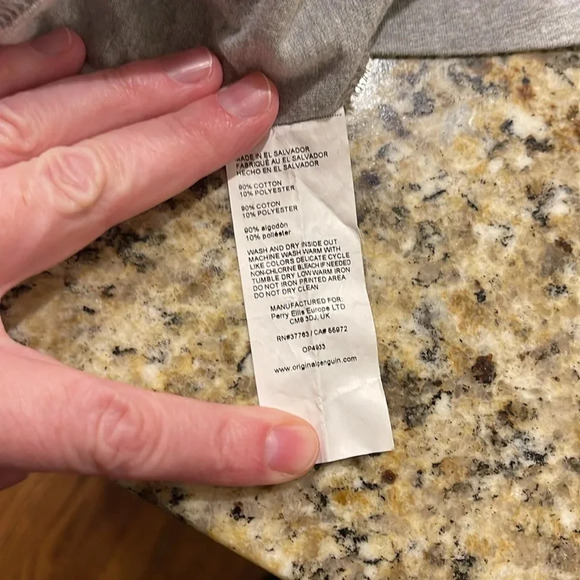 MADE IN EL SALVADOR
FABRIQUÉ AU EL SALVADOR
HECHO EN EL SALVADOR
90% COTTON
10% POLYESTER
90% COTON
10% POLYESTER
90% algodón
10% poliéster
WASH AND DRY INSIDE OUT
MACHINE WASH WARM WITH
LIKE COLORS DELICATE CYCLE
NON-CHLORINE BLEACH IF NEEDED
TUMBLE DRY LOW WARM IRON
DO NOT IRON PRINTED AREA
DO NOT DRY CLEAN
MANUFACTURED FOR:
Perry Ellis Europe LTD
CM8 3DJ, UK
RN#37763 / CA# 55972
OP4933
www.originalpenguin.com